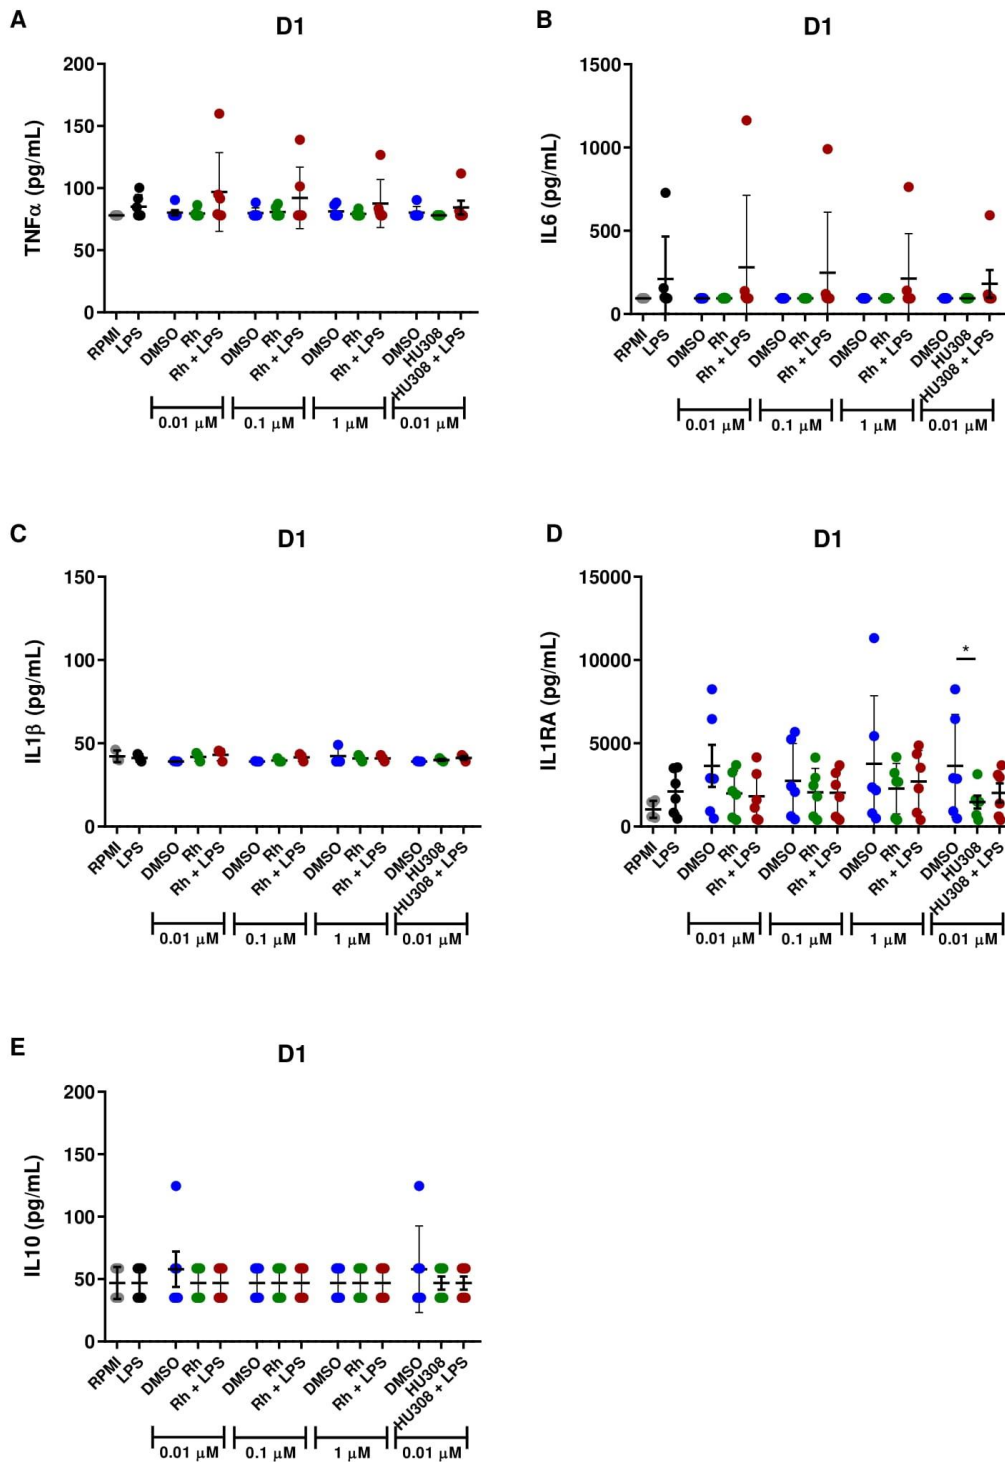 A
D1
TNFα (pg/mL)
200
150
100
50
0
RPMI
LPS
DMSO
Rh
Rh + LPS
DMSO
Rh
Rh + LPS
DMSO
Rh
Rh + LPS
DMSO
HU308
HU308 + LPS
0.01 μM
0.1 μM
1 μM
0.01 μM
B
D1
IL6 (pg/mL)
1500
1000
500
0
RPMI
LPS
DMSO
Rh
Rh + LPS
DMSO
Rh
Rh + LPS
DMSO
Rh
Rh + LPS
DMSO
HU308
HU308 + LPS
0.01 μM
0.1 μM
1 μM
0.01 μM
C
D1
IL1β (pg/mL)
150
100
50
0
RPMI
LPS
DMSO
Rh
Rh + LPS
DMSO
Rh
Rh + LPS
DMSO
Rh
Rh + LPS
DMSO
HU308
HU308 + LPS
0.01 μM
0.1 μM
1 μM
0.01 μM
D
D1
IL1RA (pg/mL)
15000
10000
5000
0
*
RPMI
LPS
DMSO
Rh
Rh + LPS
DMSO
Rh
Rh + LPS
DMSO
Rh
Rh + LPS
DMSO
HU308
HU308 + LPS
0.01 μM
0.1 μM
1 μM
0.01 μM
E
D1
IL10 (pg/mL)
200
150
100
50
0
RPMI
LPS
DMSO
Rh
Rh + LPS
DMSO
Rh
Rh + LPS
DMSO
Rh
Rh + LPS
DMSO
HU308
HU308 + LPS
0.01 μM
0.1 μM
1 μM
0.01 μM